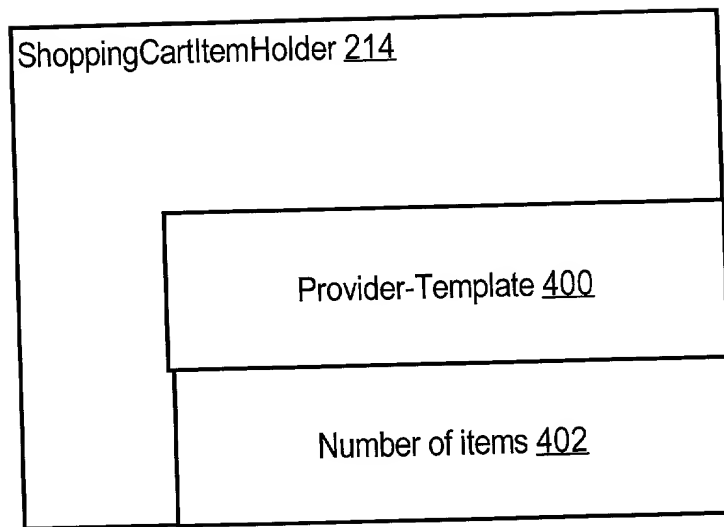 ShoppingCartItemHolder 214
Provider-Template 400
Number of items 402